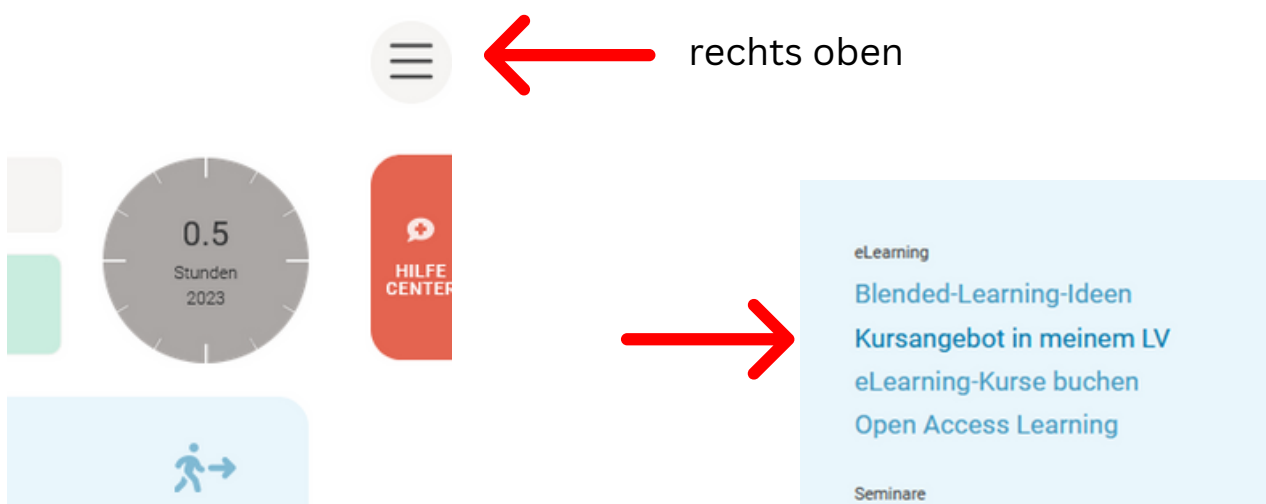 rechts oben
0.5
Stunden
2023
HILFE
CENTER
eLearning
Blended-Learning-Ideen
Kursangebot in meinem LV
eLearning-Kurse buchen
Open Access Learning
Seminare